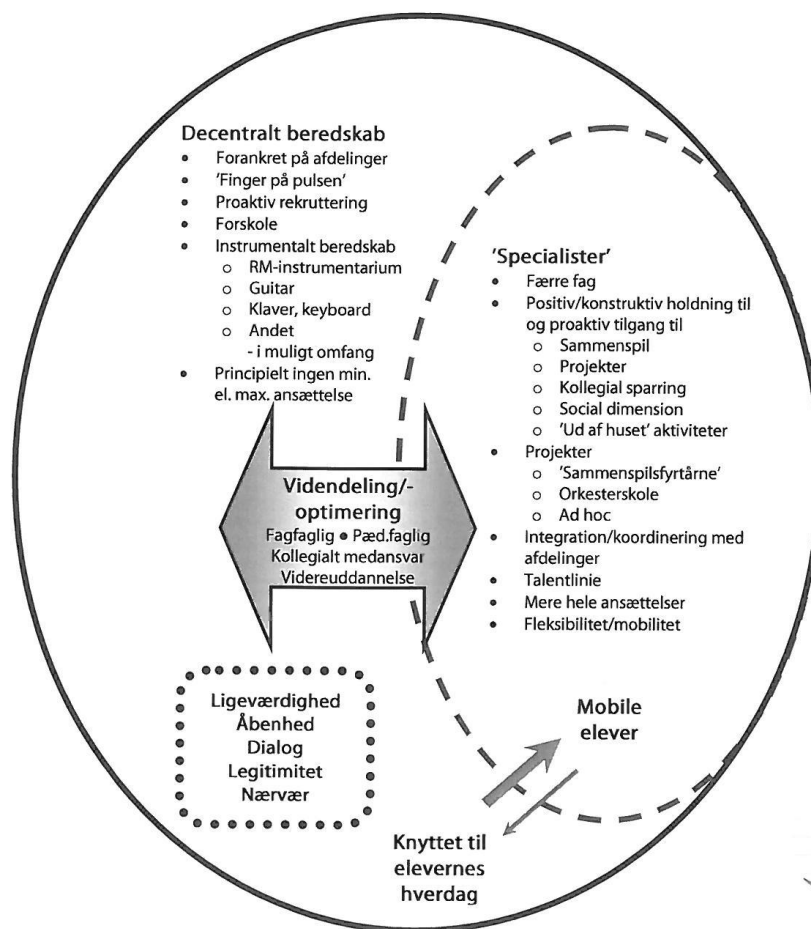 Decentralt beredskab
• Forankret på afdelinger
• 'Finger på pulsen'
• Proaktiv rekruttering
• Forskole
• Instrumentalt beredskab
o RM-instrumentarium
o Guitar
o Klaver, keyboard
o Andet
- i muligt omfang
• Principielt ingen min.
el. max. ansættelse
'Specialister'
• Færre fag
• Positiv/konstruktiv holdning til
og proaktiv tilgang til
o Sammenspil
o Projekter
o Kollegial sparring
o Social dimension
o 'Ud af huset' aktiviteter
• Projekter
o 'Sammenspilsfyrtårne'
o Orkesterskole
o Ad hoc
• Integration/koordinering med
afdelinger
• Talentlinie
• Mere hele ansættelser
• Fleksibilitet/mobilitet
Videndeling/-
optimering
Fagfaglig • Pæd.faglig
Kollegialt medansvar
Videreuddannelse
Ligeværdighed
Åbenhed
Dialog
Legitimitet
Nærvær
Mobile
elever
Knyttet til
elevernes
hverdag